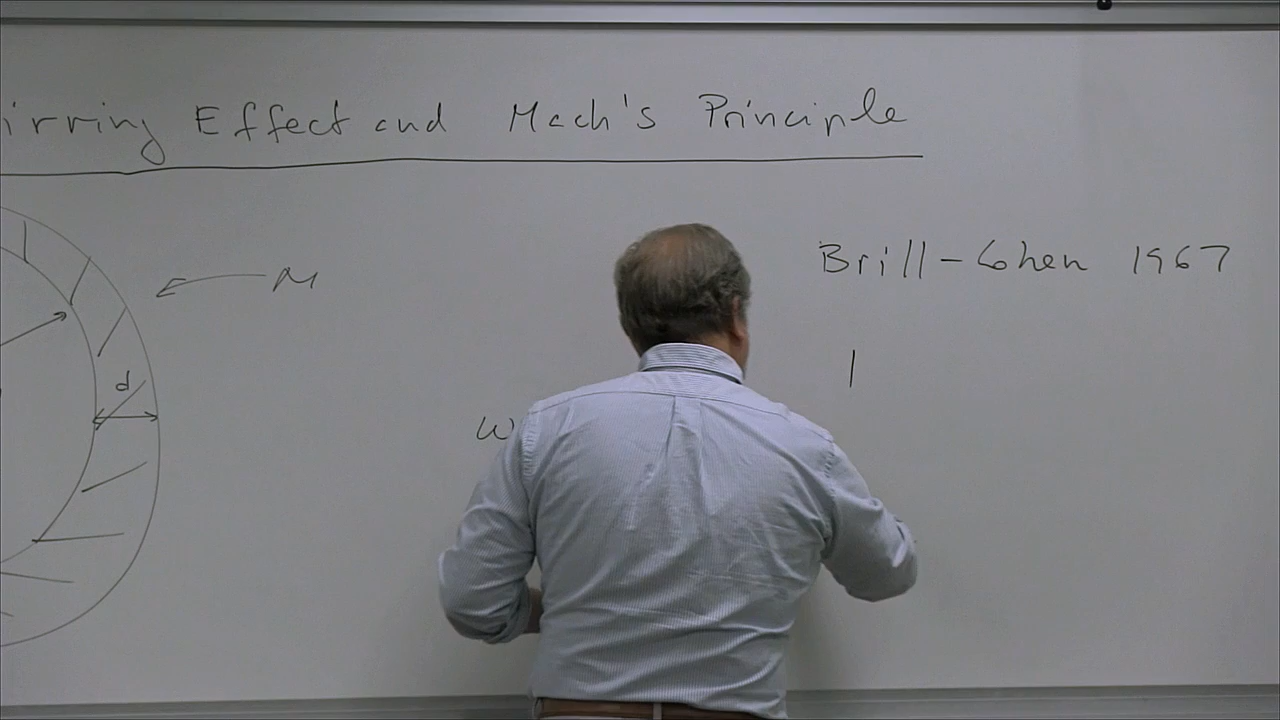 irring Effect and Mach's Principle
Brill-Cohen 1967
M
d
ω